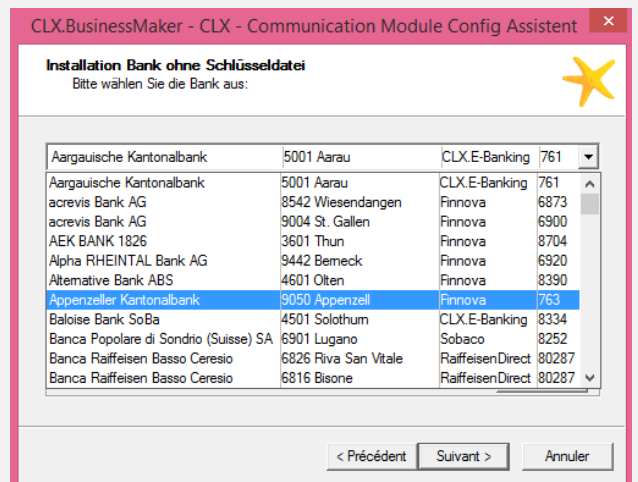 CLX.BusinessMaker - CLX - Communication Module Config Assistent
Installation Bank ohne Schlüsseldatei
Bitte wählen Sie die Bank aus:
Aargauische Kantonalbank 5001 Aarau CLX.E-Banking 761
Aargauische Kantonalbank 5001 Aarau CLX.E-Banking 761
acrevis Bank AG 8542 Wiesendangen Finnova 6873
acrevis Bank AG 9004 St. Gallen Finnova 6900
AEK BANK 1826 3601 Thun Finnova 8704
Alpha RHEINTAL Bank AG 9442 Berneck Finnova 6920
Alternative Bank ABS 4601 Olten Finnova 8390
Appenzeller Kantonalbank 9050 Appenzell Finnova 763
Baloise Bank SoBa 4501 Solothurn CLX.E-Banking 8334
Banca Popolare di Sondrio (Suisse) SA 6901 Lugano Sobaco 8252
Banca Raiffeisen Basso Ceresio 6826 Riva San Vitale RaiffeisenDirect 80287
Banca Raiffeisen Basso Ceresio 6816 Bisone RaiffeisenDirect 80287
< Précédent Suivant > Annuler